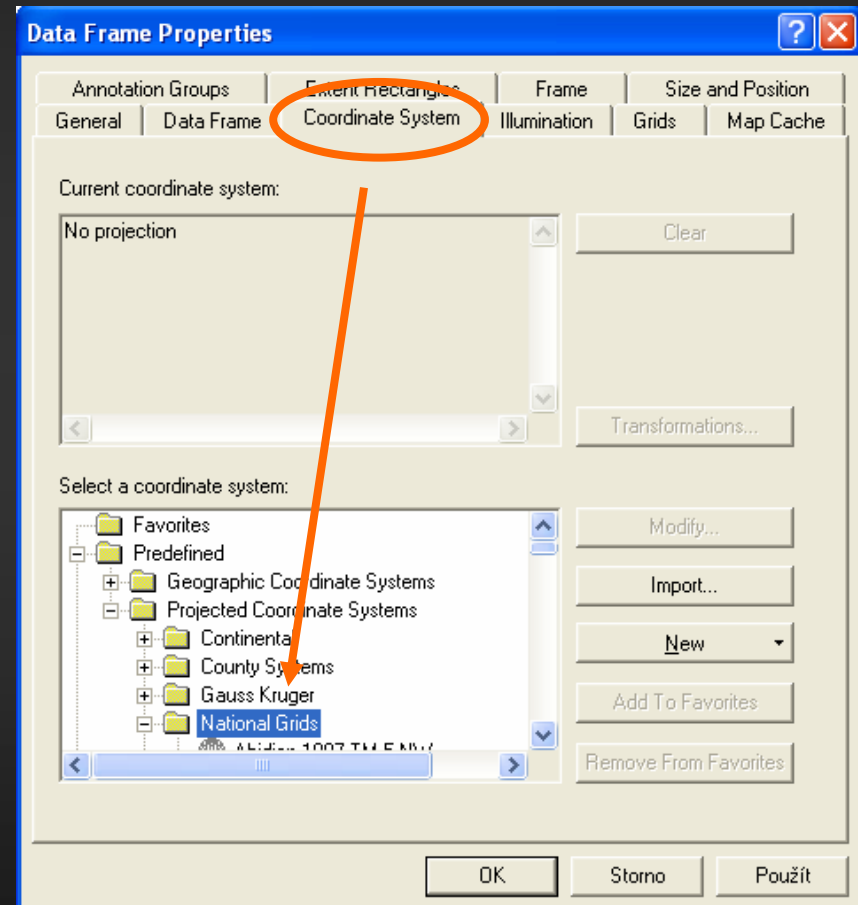 Data Frame Properties
Annotation Groups Extent Rectangles Frame Size and Position
General Data Frame Coordinate System Illumination Grids Map Cache
Current coordinate system:
No projection
Clear
Transformations...
Select a coordinate system:
Favorites
Predefined
Geographic Coordinate Systems
Projected Coordinate Systems
Continental
County Systems
Gauss Kruger
National Grids
Modify...
Import...
New
Add To Favorites
Remove From Favorites
OK Storno Použít